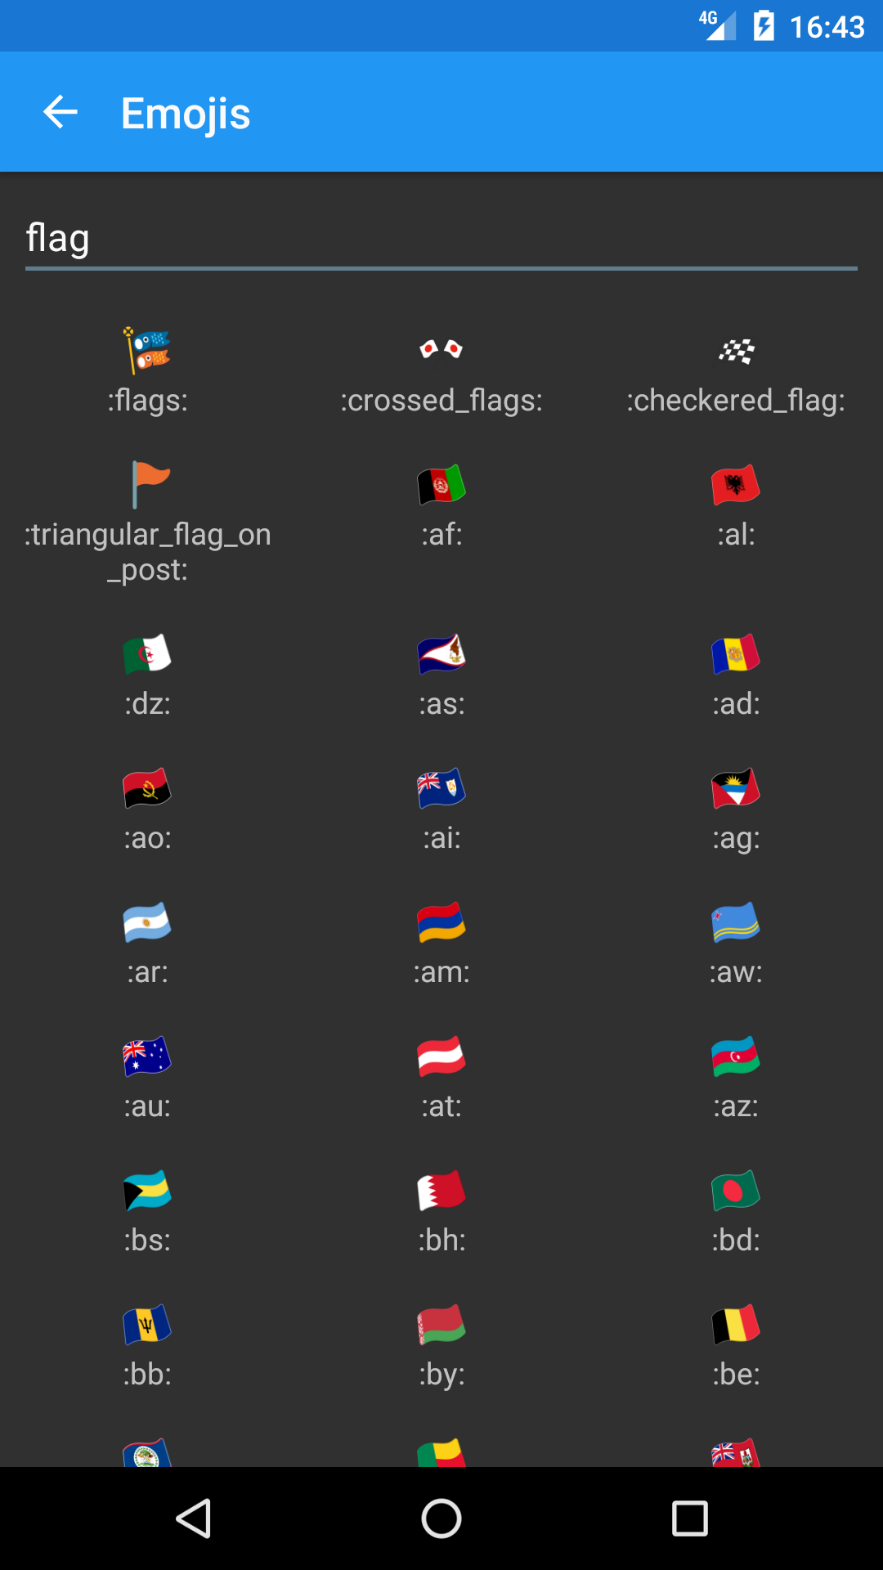 4G 16:43
Emojis
flag
:flags: :crossed_flags: :checkered_flag:
:triangular_flag_on
_post: :af: :al:
:dz: :as: :ad:
:ao: :ai: :ag:
:ar: :am: :aw:
:au: :at: :az:
:bs: :bh: :bd:
:bb: :by: :be: